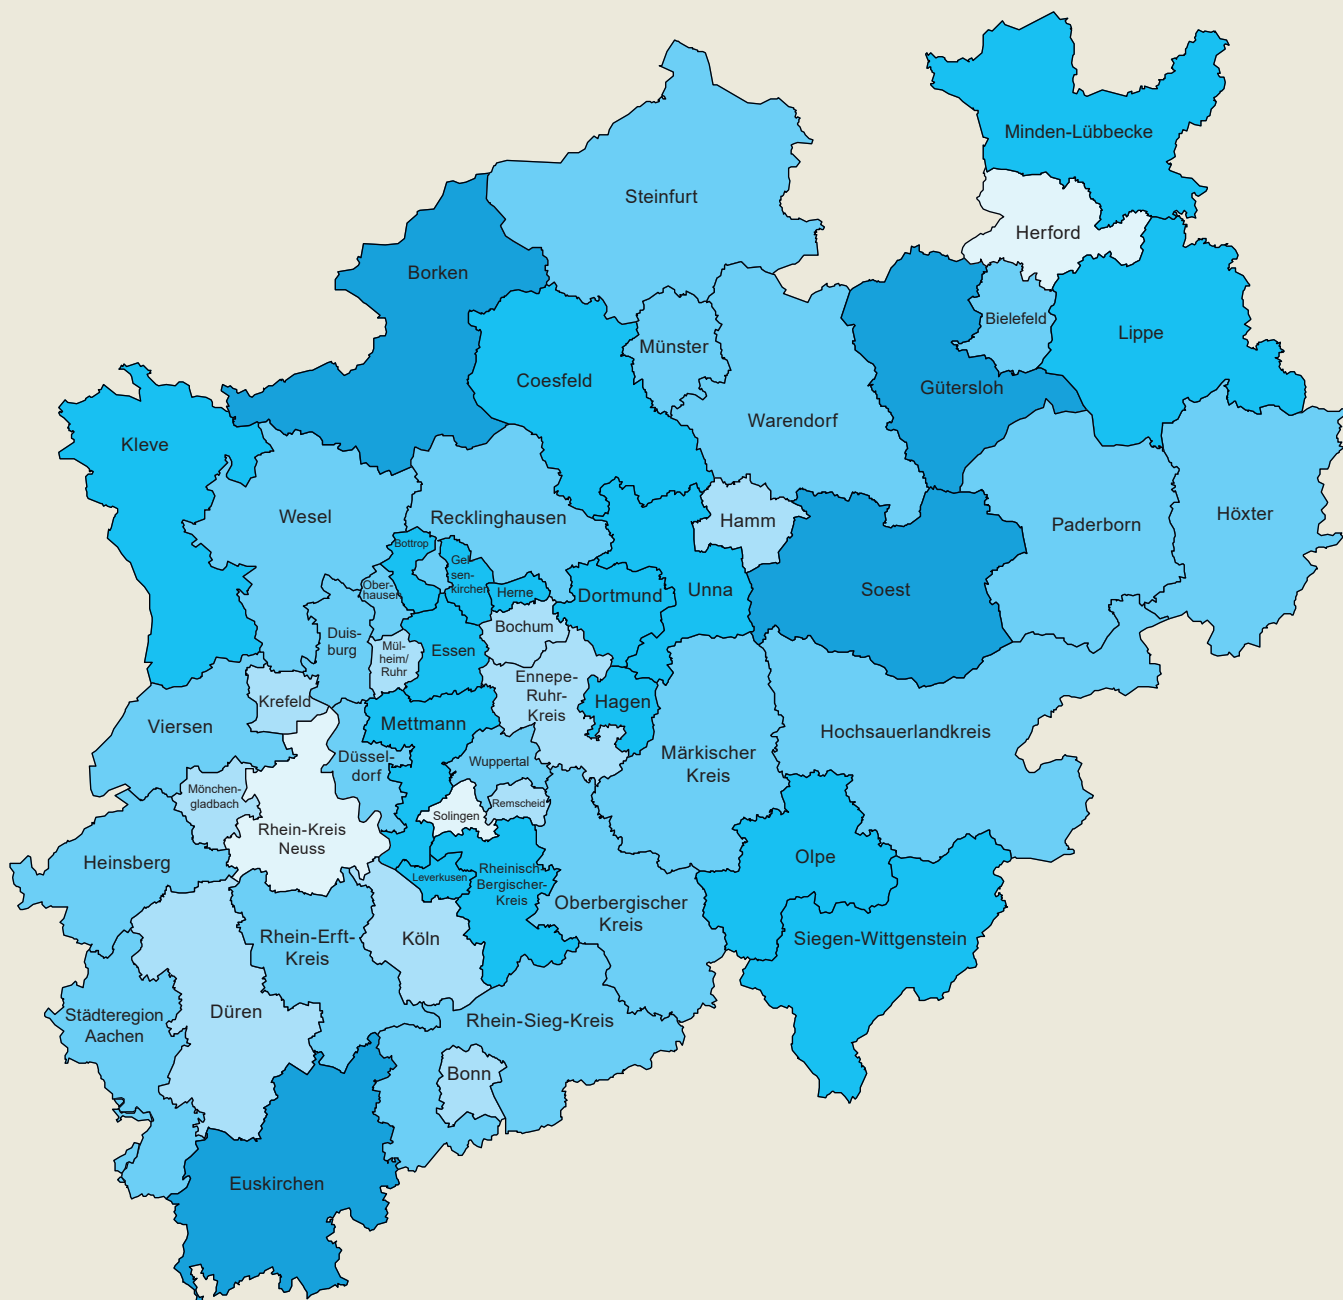 Minden-Lübbecke
Steinfurt
Herford
Borken
Bielefeld
Lippe
Münster
Coesfeld
Gütersloh
Warendorf
Kleve
Wesel
Recklinghausen
Hamm
Paderborn
Höxter
Bottrop
Gel
sen-
kirchen
Ober-
hausen
Herne
Dortmund
Unna
Soest
Duis-
burg
Mül-
heim/
Ruhr
Essen
Bochum
Ennepe-
Ruhr-
Kreis
Hagen
Krefeld
Viersen
Mettmann
Hochsauerlandkreis
Düssel-
dorf
Wuppertal
Märkischer
Kreis
Mönchen-
gladbach
Remscheid
Solingen
Rhein-Kreis
Neuss
Heinsberg
Olpe
Leverkusen
Rheinisch-
Bergischer-
Kreis
Oberbergischer
Kreis
Rhein-Erft-
Kreis
Köln
Siegen-Wittgenstein
Städteregion
Aachen
Düren
Rhein-Sieg-Kreis
Bonn
Euskirchen